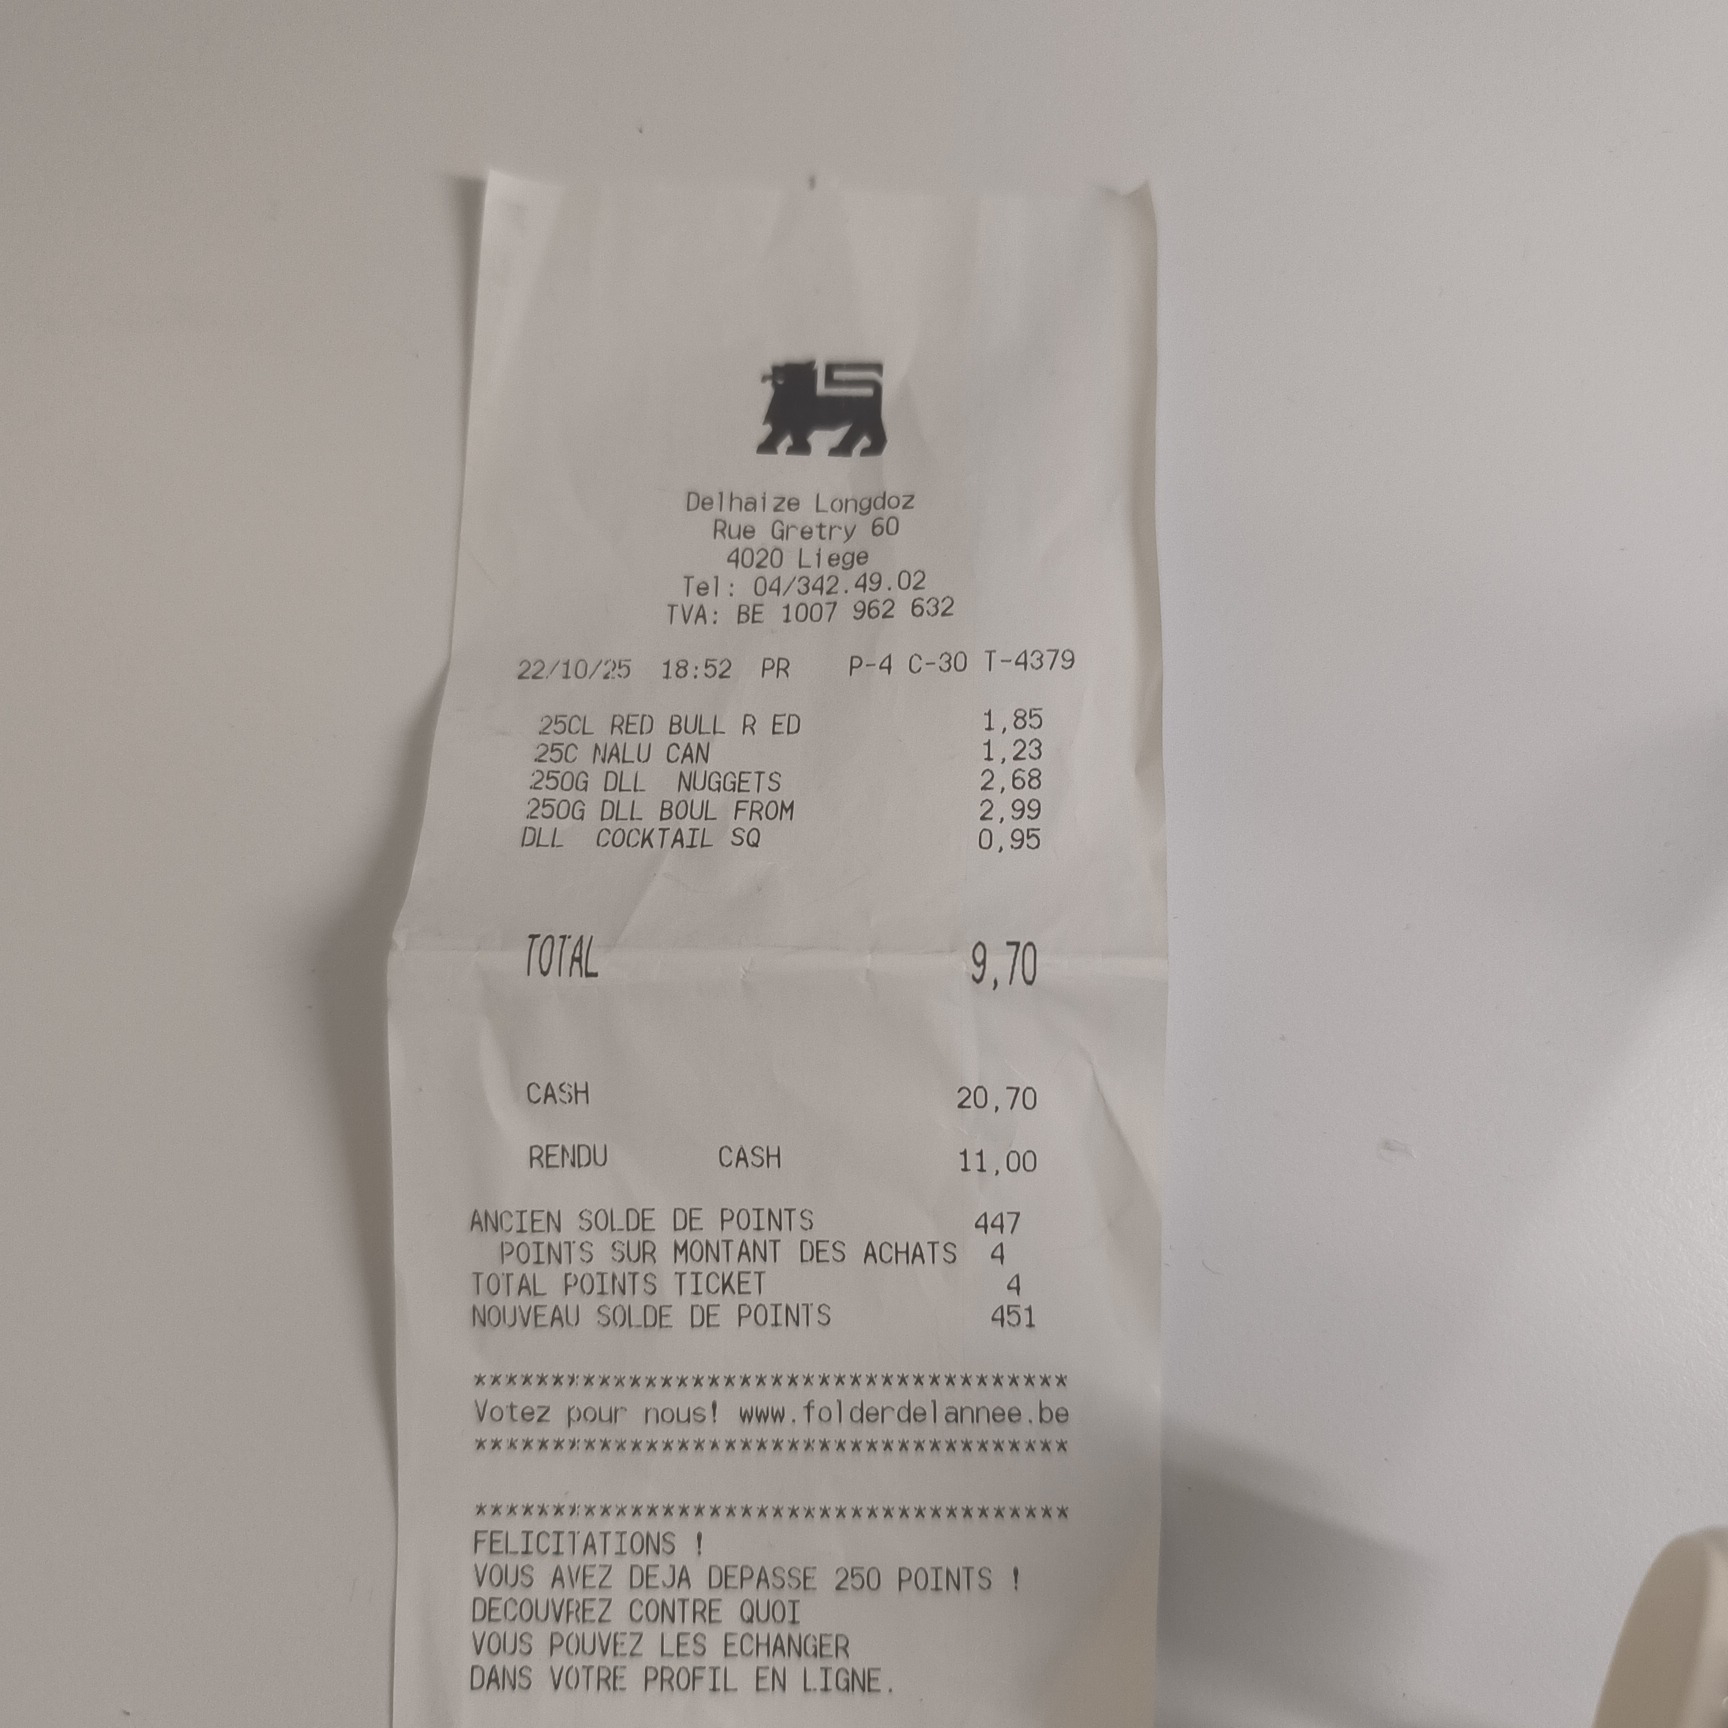 Delhaize Longdoz
Rue Gretry 60
4020 Liege
Tel: 04/342.49.02
TVA: BE 1007 962 632
22/10/25 18:52 PR P-4 C-30 T-4379
25CL RED BULL R ED 1,85
25C NALU CAN 1,23
250G DLL NUGGETS 2,68
250G DLL BOUL FROM 2,99
DLL COCKTAIL SQ 0,95
TOTAL 9,70
CASH 20,70
RENDU CASH 11,00
ANCIEN SOLDE DE POINTS 447
POINTS SUR MONTANT DES ACHATS 4
TOTAL POINTS TICKET 4
NOUVEAU SOLDE DE POINTS 451
**************************************
Votez pour nous! www.folderdelannee.be
**************************************
**************************************
FELICITATIONS !
VOUS AVEZ DEJA DEPASSE 250 POINTS !
DECOUVREZ CONTRE QUOI
VOUS POUVEZ LES ECHANGER
DANS VOTRE PROFIL EN LIGNE.